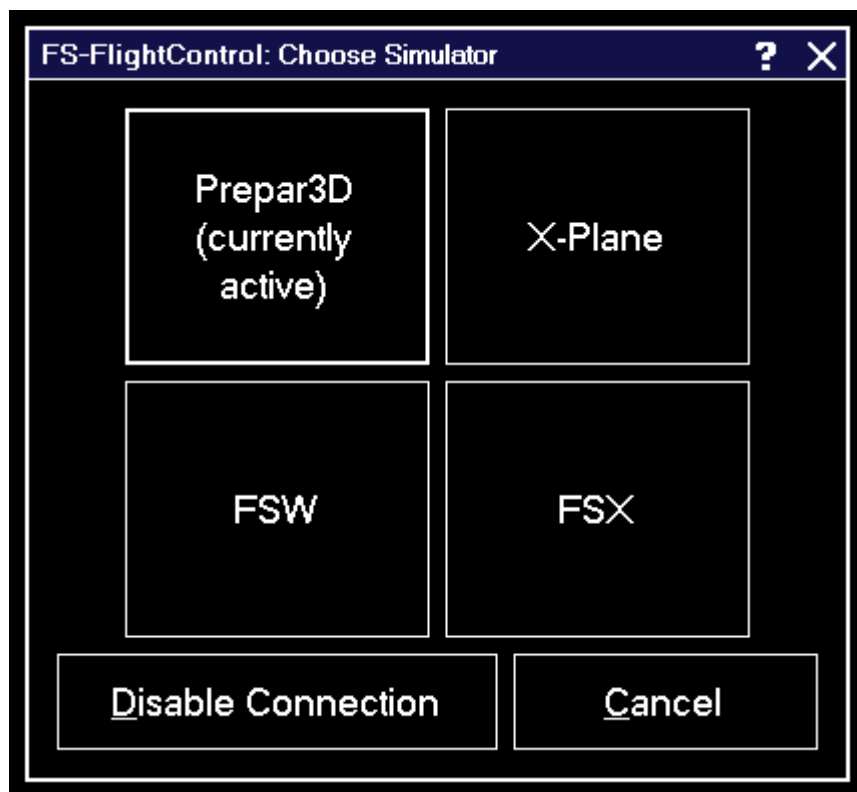 FS-FlightControl: Choose Simulator ?
Prepar3D
(currently
active)
X-Plane
FSW
FSX
Disable Connection
Cancel